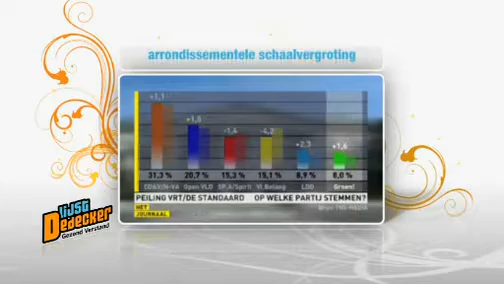 arrondissementele schaalvergroting
+1,1
+1,5
-1,4
-4,2
+2,3
+1,6
31,3 % 20,7 % 15,3 % 15,1 % 8,9 % 8,0 %
CD&V/N-VA Open Vld SP.A/Spirit Vl.Belang LDD Groen!
PEILING VRT/DE STANDAARD OP WELKE PARTIJ STEMMEN?
HET
JOURNAAL
lijst
Dedecker
Gezond Verstand